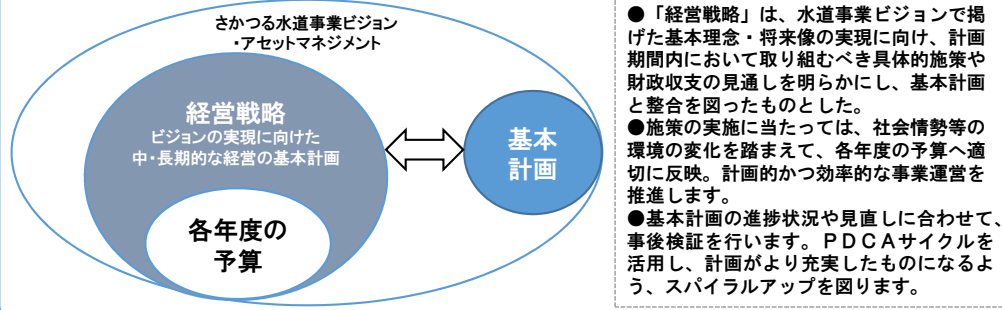 さかつる水道事業ビジョン
・アセットマネジメント
経営戦略
ビジョンの実現に向けた
中・長期的な経営の基本計画
各年度の
予算
基本
計画
●「経営戦略」は、水道事業ビジョンで掲
げた基本理念・将来像の実現に向け、計画
期間内において取り組むべき具体的施策や
財政収支の見通しを明らかにし、基本計画
と整合を図ったものとした。
●施策の実施に当たっては、社会情勢等の
環境の変化を踏まえて、各年度の予算へ適
切に反映。計画的かつ効率的な事業運営を
推進します。
●基本計画の進捗状況や見直しに合わせて、
事後検証を行います。ＰＤＣＡサイクルを
活用し、計画がより充実したものになるよ
う、スパイラルアップを図ります。